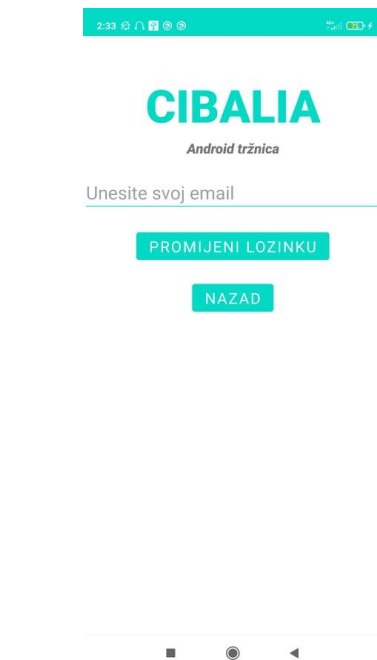 2:33
CIBALIA
Android tržnica
Unesite svoj email
PROMIJENI LOZINKU
NAZAD